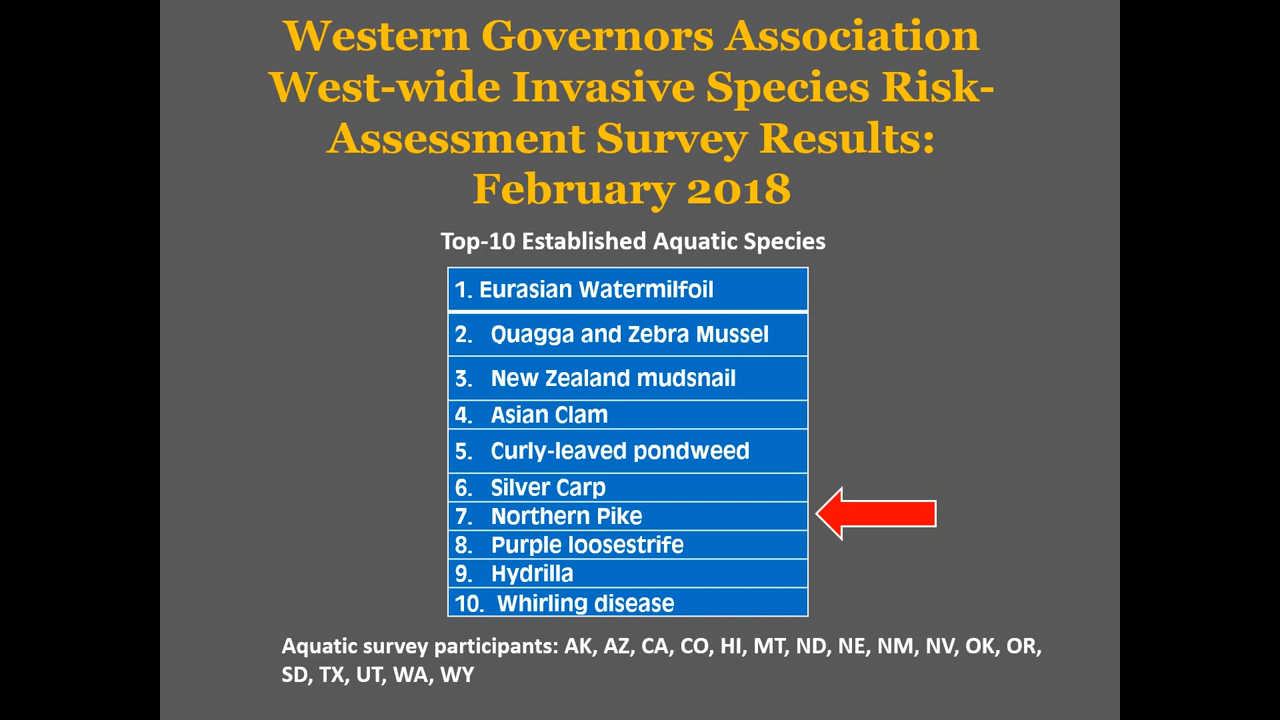 Western Governors Association
West-wide Invasive Species Risk-
Assessment Survey Results:
February 2018
Top-10 Established Aquatic Species
1. Eurasian Watermilfoil
2. Quagga and Zebra Mussel
3. New Zealand mudsnail
4. Asian Clam
5. Curly-leaved pondweed
6. Silver Carp
7. Northern Pike
8. Purple loosestrife
9. Hydrilla
10. Whirling disease
Aquatic survey participants: AK, AZ, CA, CO, HI, MT, ND, NE, NM, NV, OK, OR,
SD, TX, UT, WA, WY